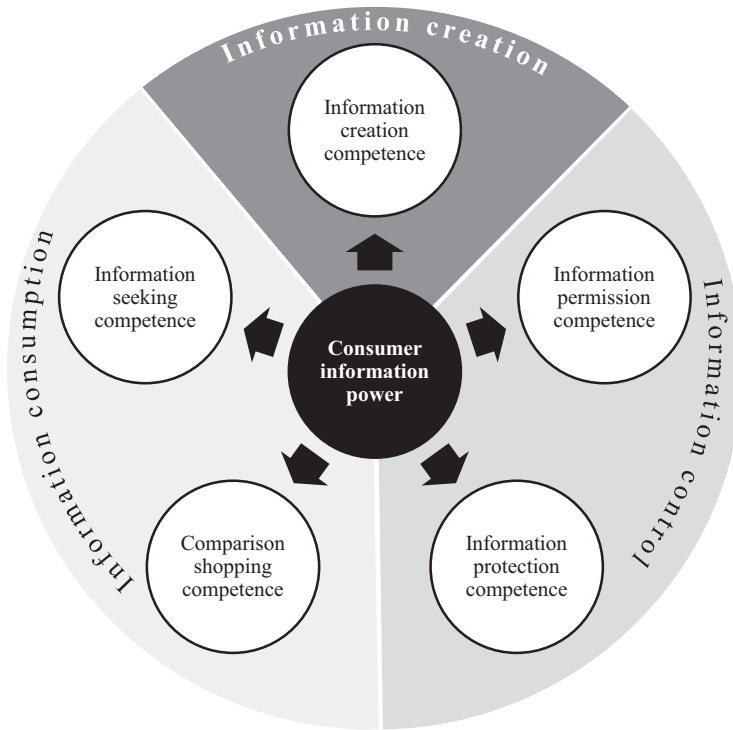 Information creation
Information
creation
competence
Information
seeking
competence
Information
permission
competence
Consumer
information
power
Information consumption
Information control
Comparison
shopping
competence
Information
protection
competence